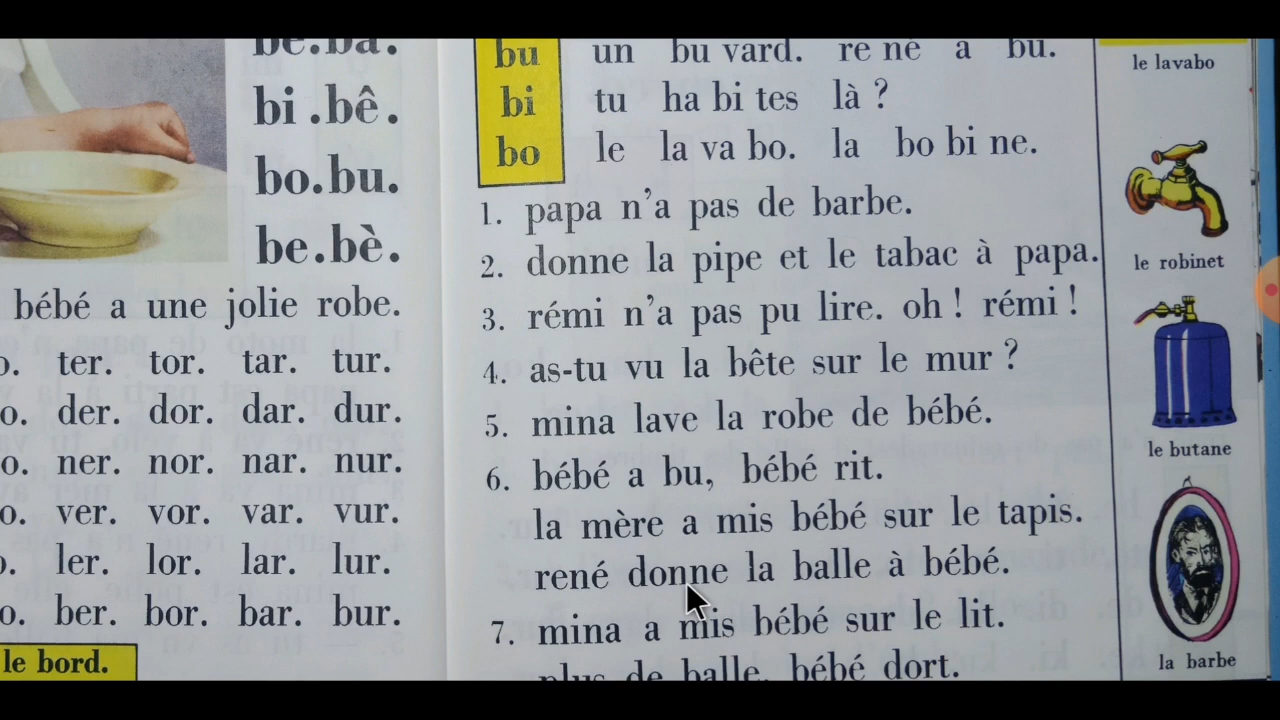 be.ba.
bi .bê.
bo.bu.
be.bè.
bébé a une jolie robe.
o. ter. tor. tar. tur.
o. der. dor. dar. dur.
o. ner. nor. nar. nur.
o. ver. vor. var. vur.
o. ler. lor. lar. lur.
o. ber. bor. bar. bur.
le bord.
bu un bu vard. re né a bu.
bi tu ha bi tes là ?
bo le la va bo. la bo bi ne.
1. papa n'a pas de barbe.
2. donne la pipe et le tabac à papa.
3. rémi n'a pas pu lire. oh ! rémi !
4. as-tu vu la bête sur le mur ?
5. mina lave la robe de bébé.
6. bébé a bu, bébé rit.
la mère a mis bébé sur le tapis.
rené donne la balle à bébé.
7. mina a mis bébé sur le lit.
plus de balle. bébé dort.
le lavabo
le robinet
le butane
la barbe